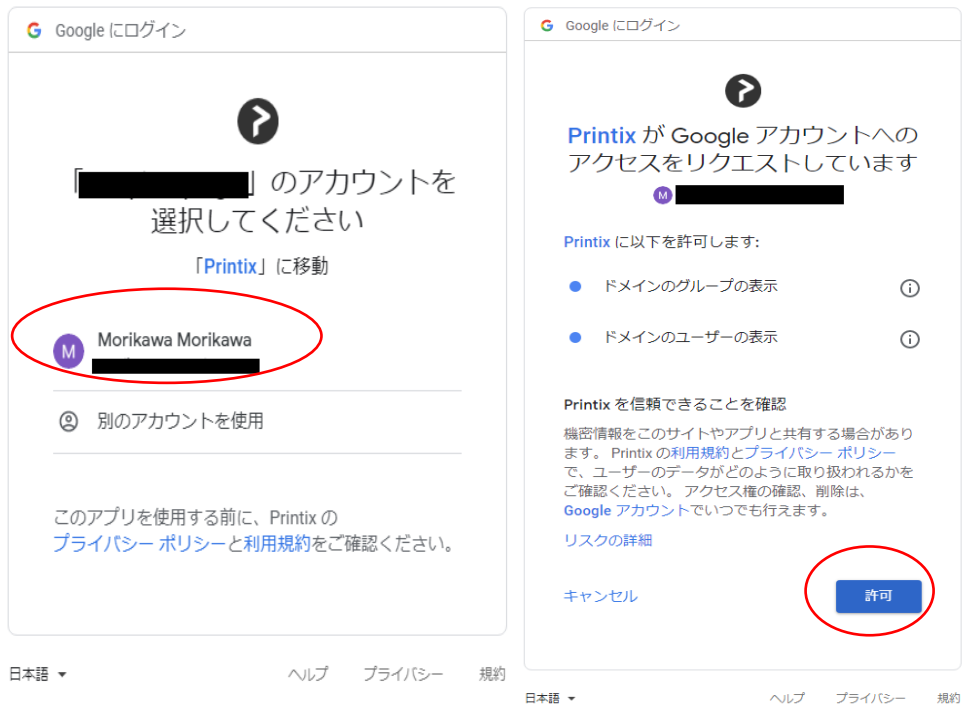 Google にログイン
「」のアカウントを
選択してください
「Printix」に移動
M
Morikawa Morikawa
別のアカウントを使用
このアプリを使用する前に、Printix の
プライバシー ポリシーと利用規約をご確認ください。
日本語
ヘルプ
プライバシー
規約
Google にログイン
Printix が Google アカウントへの
アクセスをリクエストしています
M
Printix に以下を許可します:
ドメインのグループの表示
ドメインのユーザーの表示
Printix を信頼できることを確認
機密情報をこのサイトやアプリと共有する場合があり
ます。 Printix の利用規約とプライバシー ポリシー
で、ユーザーのデータがどのように取り扱われるかを
ご確認ください。 アクセス権の確認、削除は、
Google アカウントでいつでも行えます。
リスクの詳細
キャンセル
許可
日本語
ヘルプ
プライバシー
規約